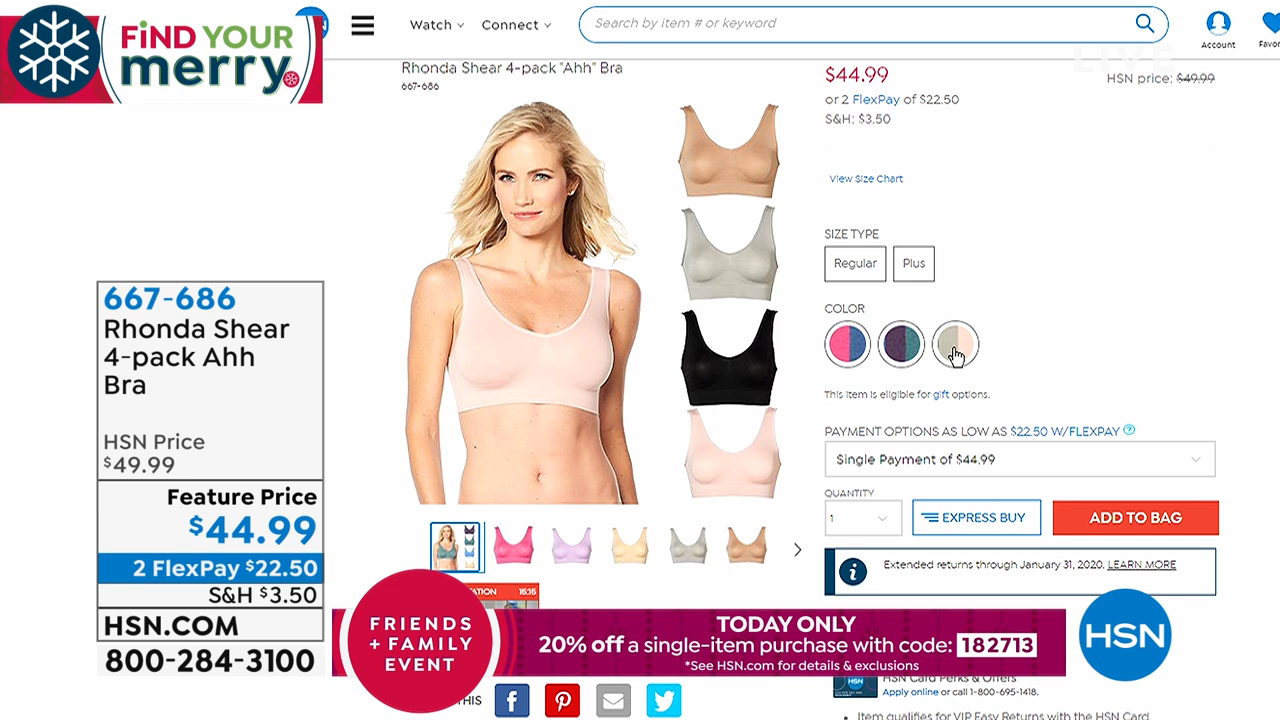 FiND YOUR
merry
Watch
Connect
Search by item # or keyword
Account
LIVE
Rhonda Shear 4-pack "Ahh" Bra
667-686
$44.99
HSN price: $49.99
or 2 FlexPay of $22.50
S&H: $3.50
View Size Chart
SIZE TYPE
Regular
Plus
COLOR
This item is eligible for gift options.
PAYMENT OPTIONS AS LOW AS $22.50 W/FLEXPAY ?
Single Payment of $44.99
QUANTITY
1
EXPRESS BUY
ADD TO BAG
Extended returns through January 31, 2020. LEARN MORE
667-686
Rhonda Shear
4-pack Ahh
Bra
HSN Price
$49.99
Feature Price
$44.99
2 FlexPay $22.50
S&H $3.50
HSN.COM
800-284-3100
16:16
FRIENDS
+ FAMILY
EVENT
TODAY ONLY
20% off a single-item purchase with code: 182713
*See HSN.com for details & exclusions
HSN
HSN Card Perks & Offers
Apply online or call 1-800-695-1418.
Item qualifies for VIP Easy Returns with the HSN Card